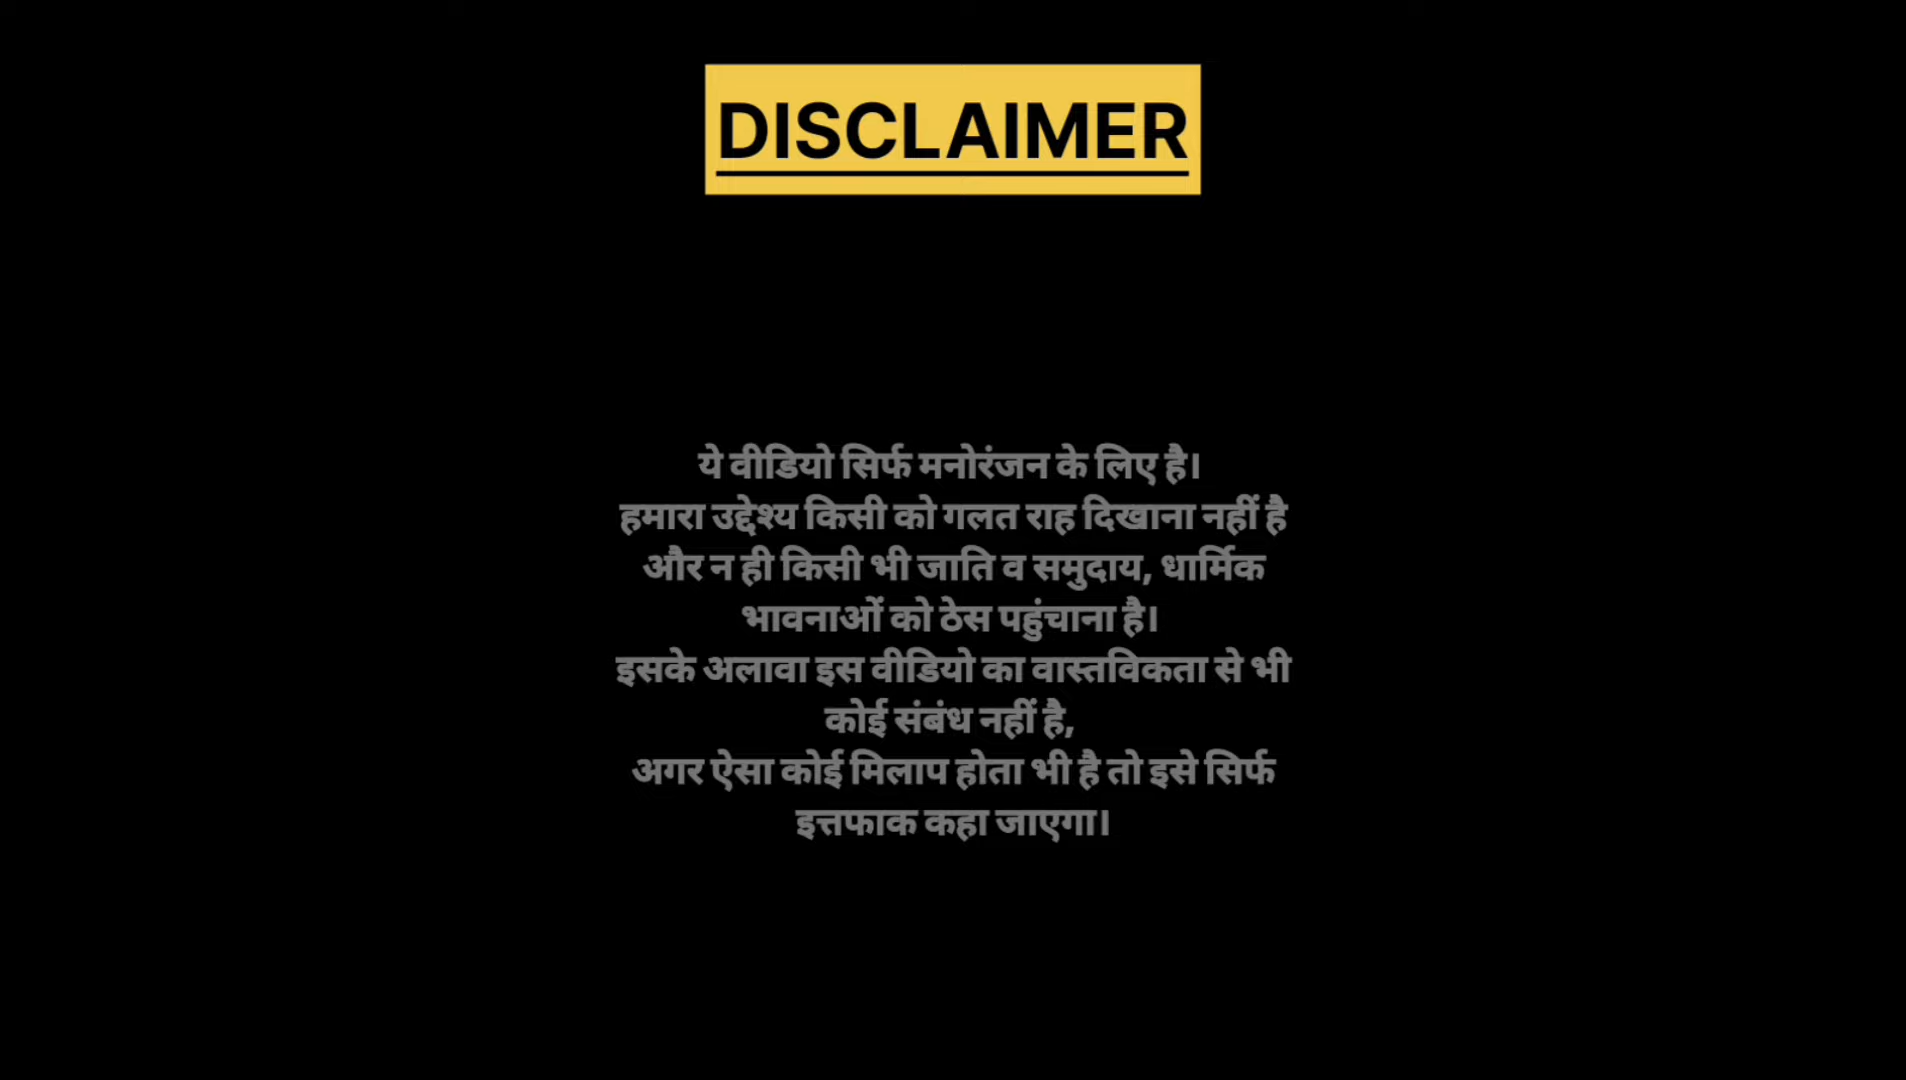 DISCLAIMER
ये वीडियो सिर्फ मनोरंजन के लिए है।
हमारा उद्देश्य किसी को गलत राह दिखाना नहीं है
और न ही किसी भी जाति व समुदाय, धार्मिक
भावनाओं को ठेस पहुंचाना है।
इसके अलावा इस वीडियो का वास्तविकता से भी
कोई संबंध नहीं है,
अगर ऐसा कोई मिलाप होता भी है तो इसे सिर्फ
इत्तफाक कहा जाएगा।